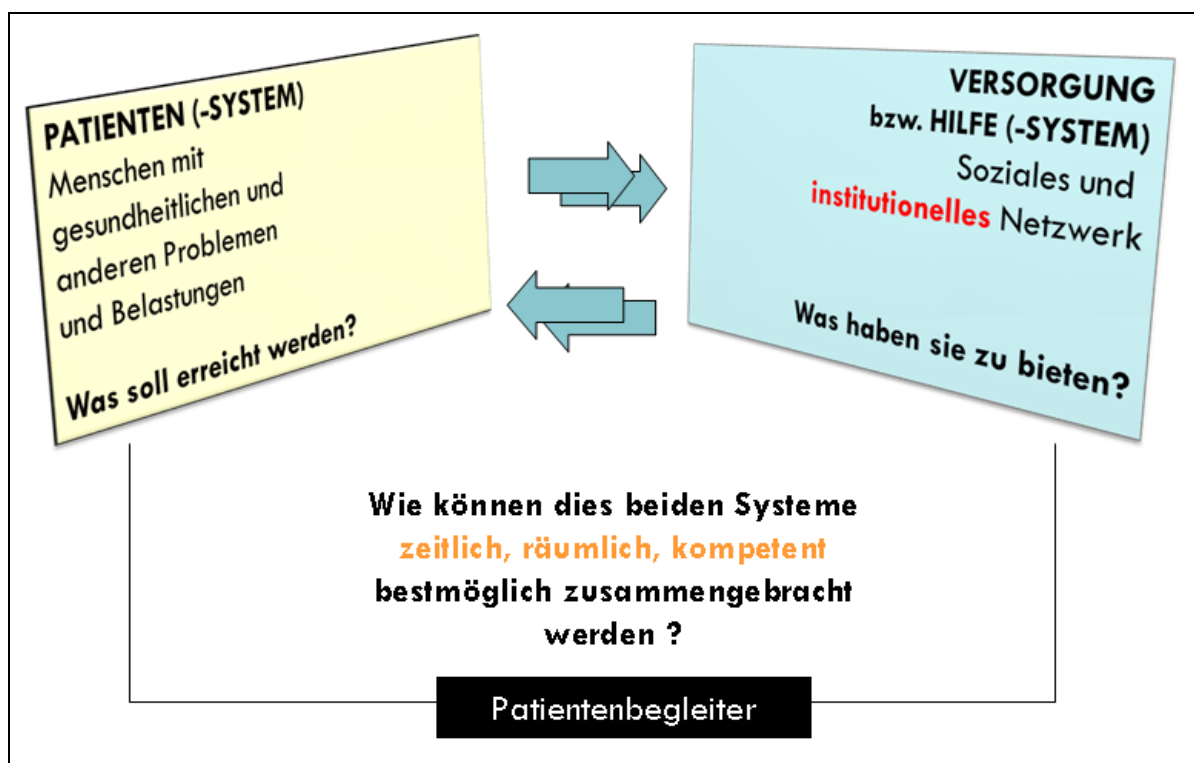 PATIENTEN (-SYSTEM)
Menschen mit
gesundheitlichen und
anderen Problemen
und Belastungen
Was soll erreicht werden?
VERSORGUNG
bzw. HILFE (-SYSTEM)
Soziales und
institutionelles Netzwerk
Was haben sie zu bieten?
Wie können dies beiden Systeme
zeitlich, räumlich, kompetent
bestmöglich zusammengebracht
werden ?
Patientenbegleiter